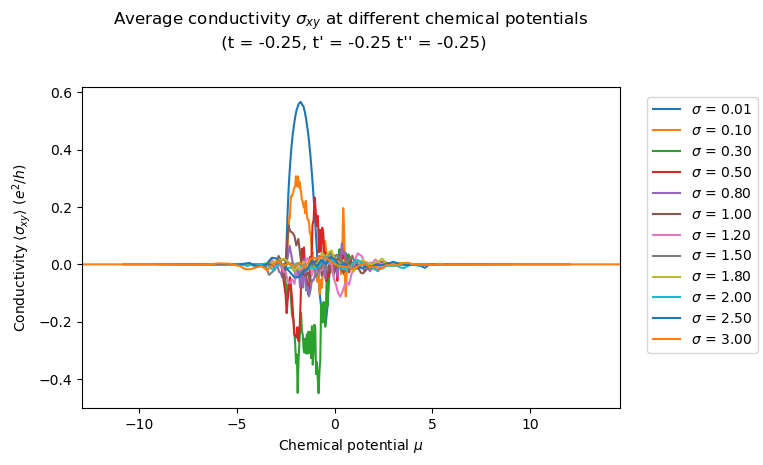 Average conductivity σxy at different chemical potentials
(t = -0.25, t' = -0.25 t'' = -0.25)
Conductivity ⟨σxy⟩ (e²/h)
0.6
0.4
0.2
0.0
−0.2
−0.4
−10
−5
0
5
10
Chemical potential μ
σ = 0.01
σ = 0.10
σ = 0.30
σ = 0.50
σ = 0.80
σ = 1.00
σ = 1.20
σ = 1.50
σ = 1.80
σ = 2.00
σ = 2.50
σ = 3.00